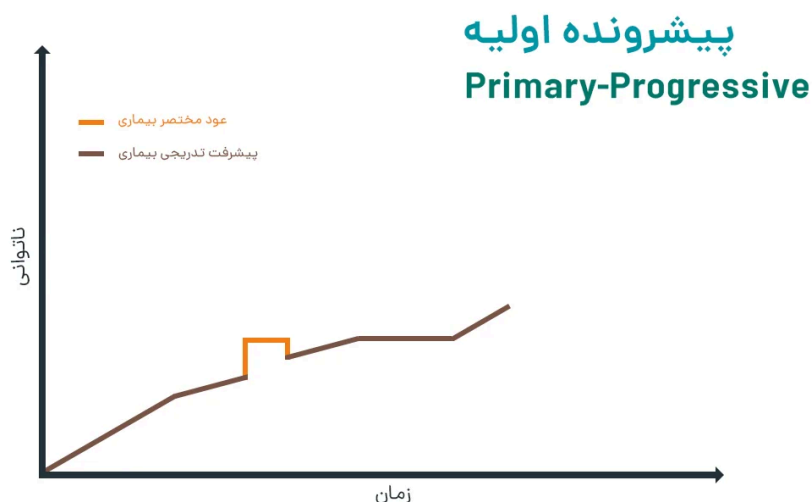 پیشرونده اولیه
Primary-Progressive
عود مختصر بیماری
پیشرفت تدریجی بیماری
ناتوانی
زمان